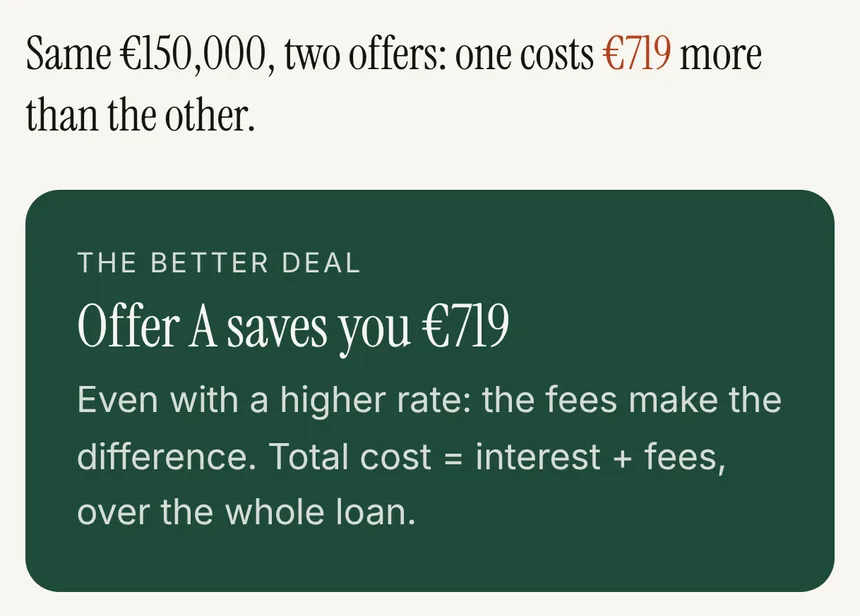 Same €150,000, two offers: one costs €719 more
than the other.
THE BETTER DEAL
Offer A saves you €719
Even with a higher rate: the fees make the
difference. Total cost = interest + fees,
over the whole loan.